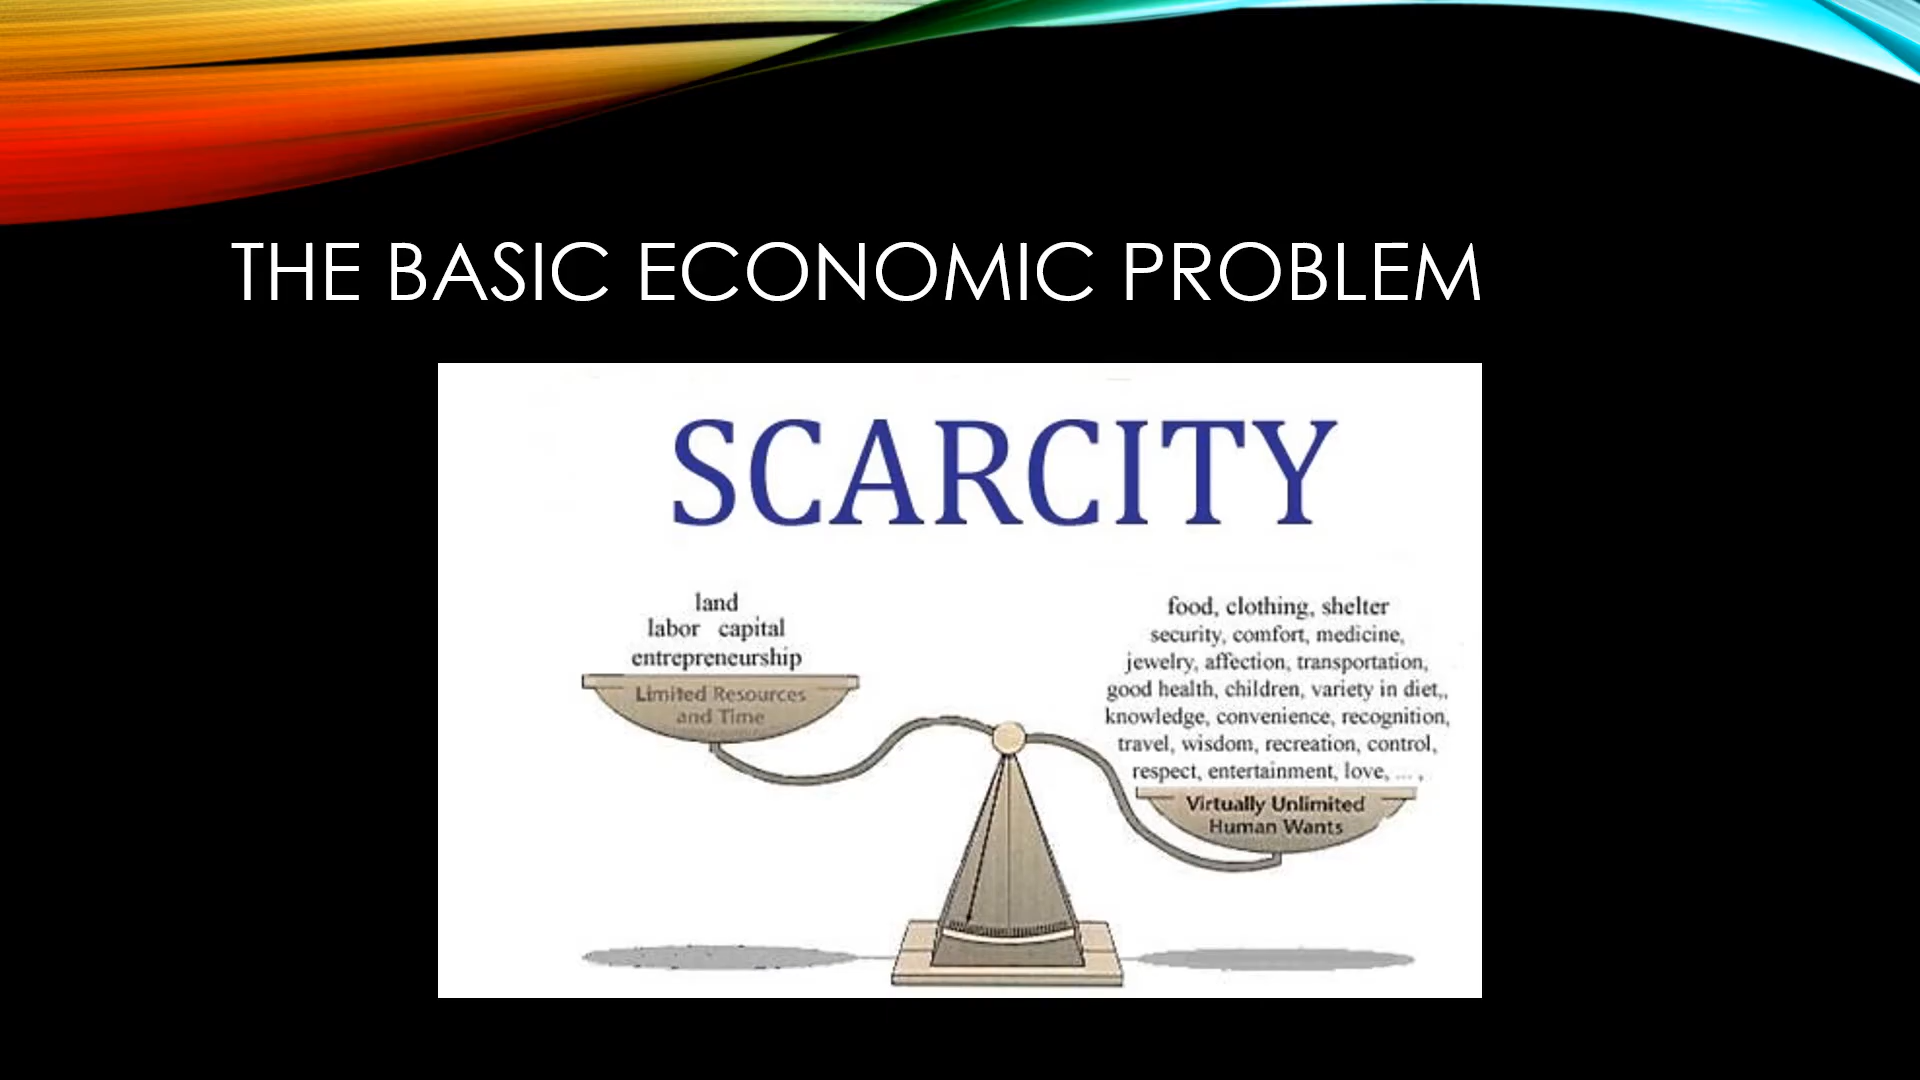 THE BASIC ECONOMIC PROBLEM
SCARCITY
land
labor capital
entrepreneurship
Limited Resources
and Time
food, clothing, shelter
security, comfort, medicine,
jewelry, affection, transportation,
good health, children, variety in diet,,
knowledge, convenience, recognition,
travel, wisdom, recreation, control,
respect, entertainment, love, ... ,
Virtually Unlimited
Human Wants